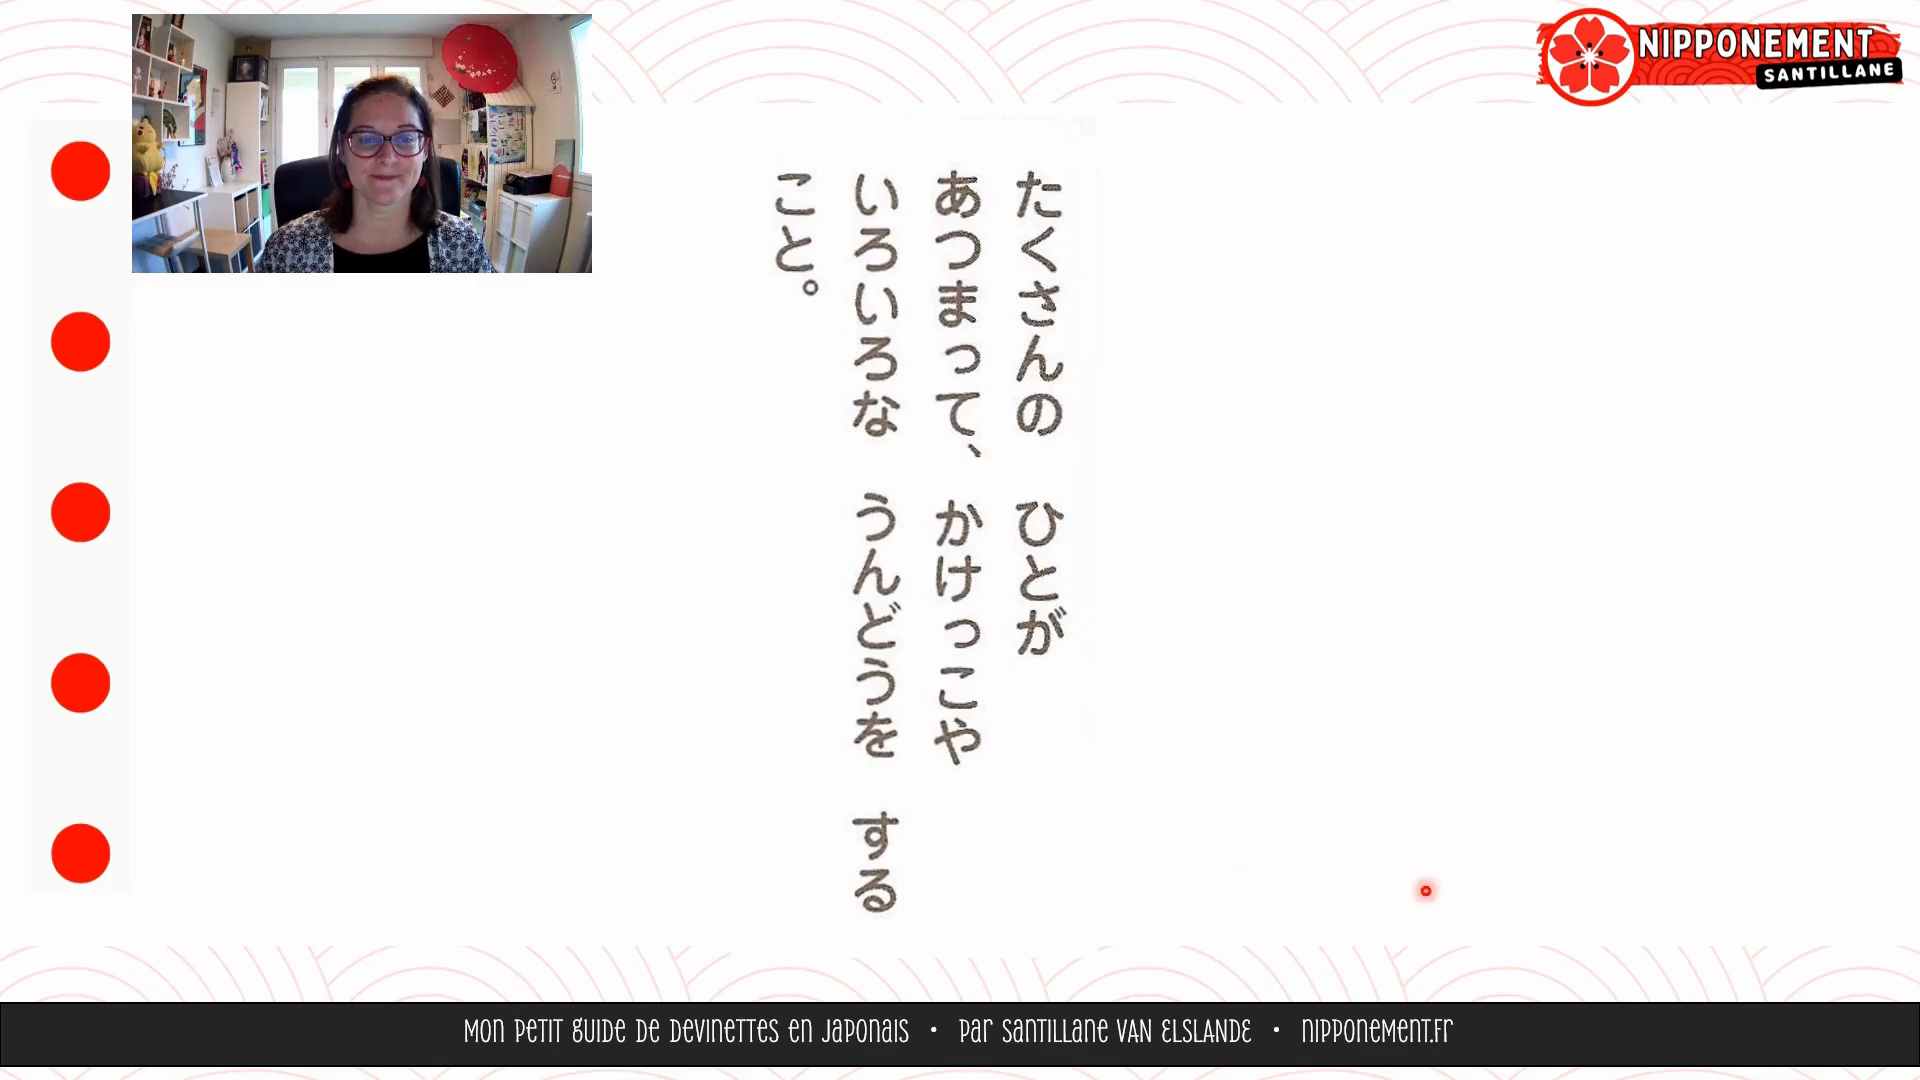 NIPPONEMENT
SANTILLANE
たくさんの　ひとが
あつまって、かけっこや
いろいろな　うんどうを　する
こと。
Mon petit guide de devinettes en japonais • Par Santillane Van Elslande • nipponement.fr